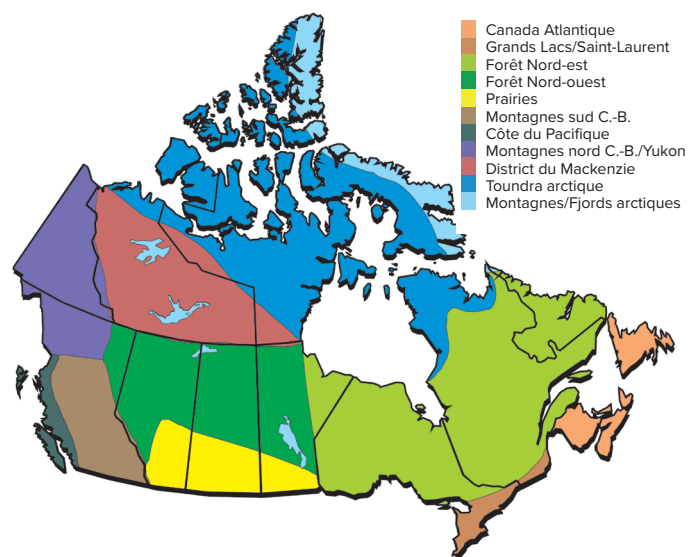 Canada Atlantique
Grands Lacs/Saint-Laurent
Forêt Nord-est
Forêt Nord-ouest
Prairies
Montagnes sud C.-B.
Côte du Pacifique
Montagnes nord C.-B./Yukon
District du Mackenzie
Toundra arctique
Montagnes/Fjords arctiques